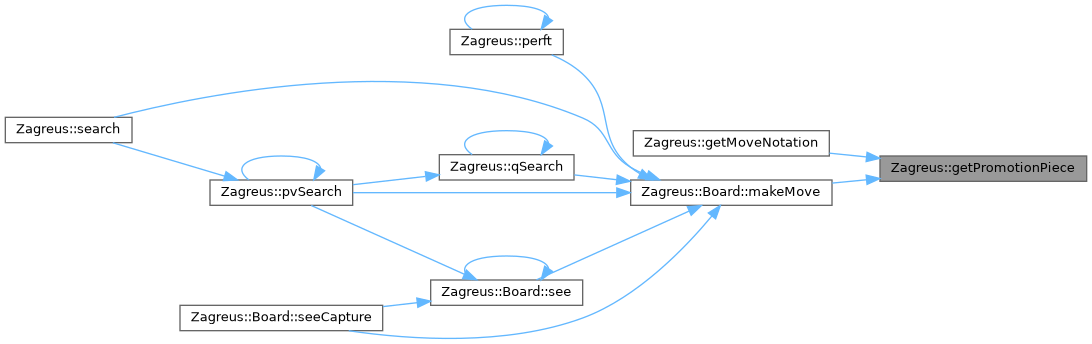 Zagreus::perft
Zagreus::search
Zagreus::getMoveNotation
Zagreus::qSearch
Zagreus::getPromotionPiece
Zagreus::pvSearch
Zagreus::Board::makeMove
Zagreus::Board::see
Zagreus::Board::seeCapture